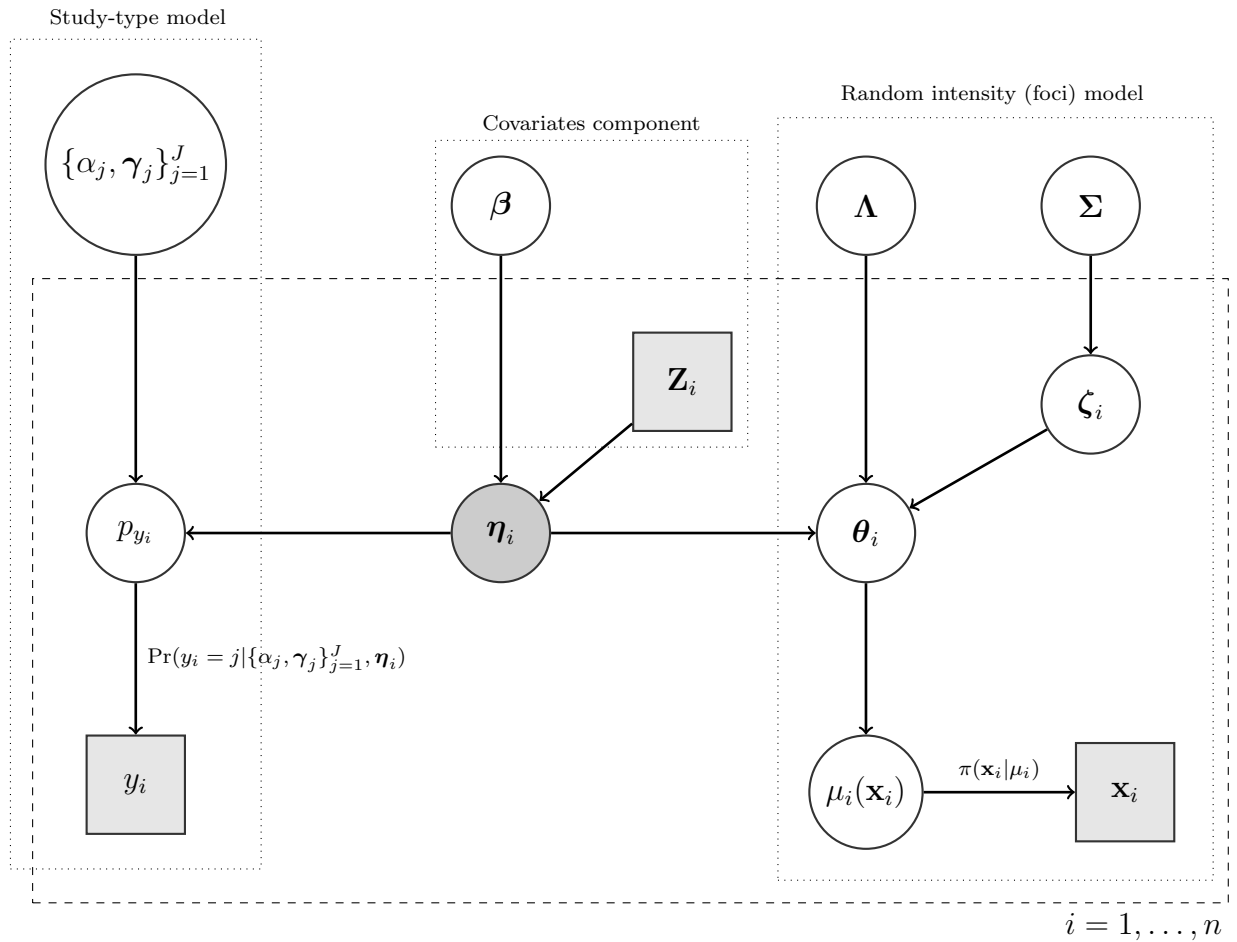 Study-type model
Random intensity (foci) model
Covariates component
{α_j, γ_j}_{j=1}^J
β
Λ
Σ
Z_i
ζ_i
p_{y_i}
η_i
θ_i
Pr(y_i = j|{α_j, γ_j}_{j=1}^J, η_i)
π(x_i|μ_i)
y_i
μ_i(x_i)
x_i
i = 1, . . . , n